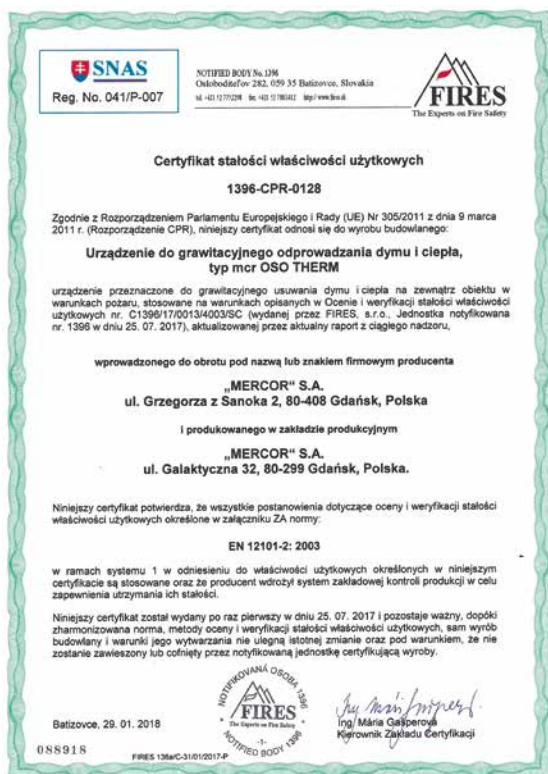 SNAS
Reg. No. 041/P-007
NOTIFIED BODY No. 1396
Osloboditeľov 282, 059 35 Batizovce, Slovakia
FIRES
The Experts on Fire Safety
Certyfikat stałości właściwości użytkowych
1396-CPR-0128
Zgodnie z Rozporządzeniem Parlamentu Europejskiego i Rady (UE) Nr 305/2011 z dnia 9 marca
2011 r. (Rozporządzenie CPR), niniejszy certyfikat odnosi się do wyrobu budowlanego:
Urządzenie do grawitacyjnego odprowadzania dymu i ciepła,
typ mcr OSO THERM
urządzenie przeznaczone do grawitacyjnego usuwania dymu i ciepła na zewnątrz obiektu w
warunkach pożaru, stosowane na warunkach opisanych w Ocenie i weryfikacji stałości właściwości
użytkowych nr. C1396/17/0013/4003/SC (wydanej przez FIRES, s.r.o., Jednostka notyfikowana
nr. 1396 w dniu 25. 07. 2017), aktualizowanej przez aktualny raport z ciągłego nadzoru,
wprowadzonego do obrotu pod nazwą lub znakiem firmowym producenta
„MERCOR” S.A.
ul. Grzegorza z Sanoka 2, 80-408 Gdańsk, Polska
i produkowanego w zakładzie produkcyjnym
„MERCOR” S.A.
ul. Galaktyczna 32, 80-299 Gdańsk, Polska.
Niniejszy certyfikat potwierdza, że wszystkie postanowienia dotyczące oceny i weryfikacji stałości
właściwości użytkowych określone w załączniku ZA normy:
EN 12101-2: 2003
w ramach systemu 1 w odniesieniu do właściwości użytkowych określonych w niniejszym
certyfikacie są stosowane oraz że producent wdrożył system zakładowej kontroli produkcji w celu
zapewnienia utrzymania ich stałości.
Niniejszy certyfikat został wydany po raz pierwszy w dniu 25. 07. 2017 i pozostaje ważny, dopóki
zharmonizowana norma, metody oceny i weryfikacji stałości właściwości użytkowych, sam wyrób
budowlany i warunki jego wytwarzania nie ulegną istotnej zmianie oraz pod warunkiem, że nie
zostanie zawieszony lub cofnięty przez notyfikowaną jednostkę certyfikującą wyroby.
NOTIFIKOVANÁ OSOBA 1396
FIRES
The Experts on Fire Safety
-1-
NOTIFIED BODY 1396
Batizovce, 29. 01. 2018
Ing. Mária Gašperová
Kierownik Zakładu Certyfikacji
088918
FIRES 136a/C-31/01/2017-P